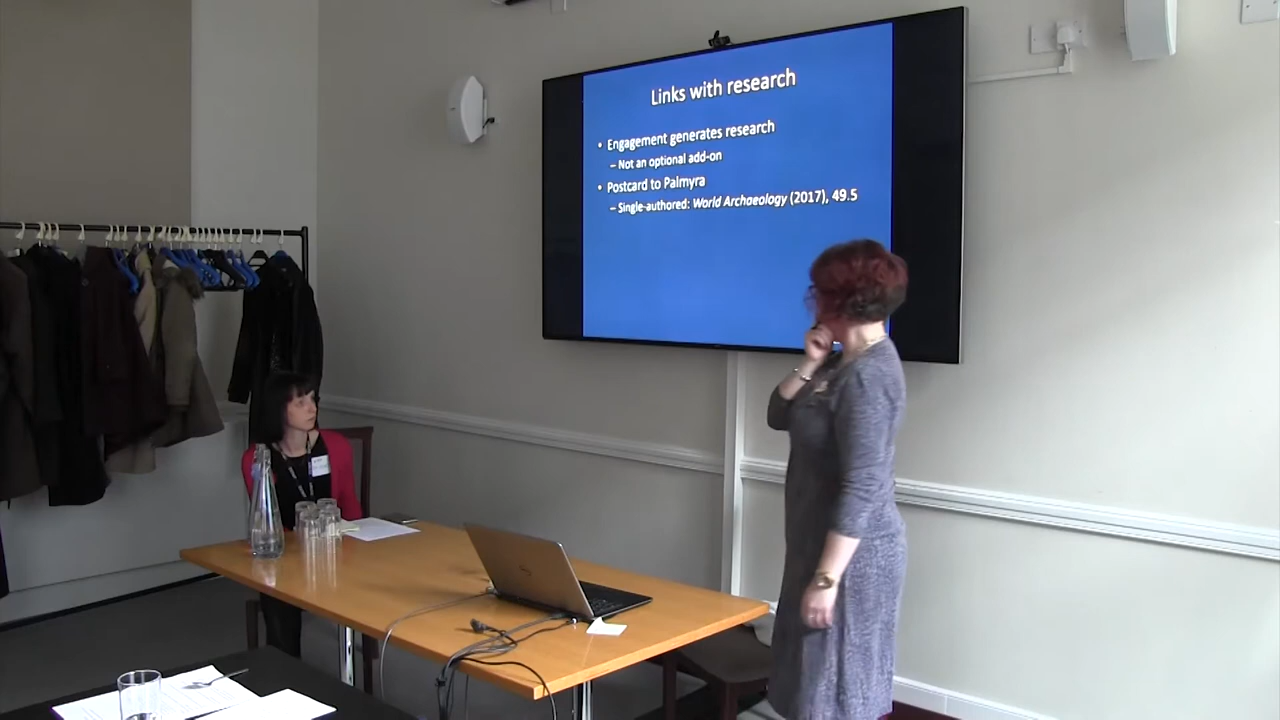 Links with research
• Engagement generates research
– Not an optional add-on
• Postcard to Palmyra
– Single-authored: World Archaeology (2017), 49.5